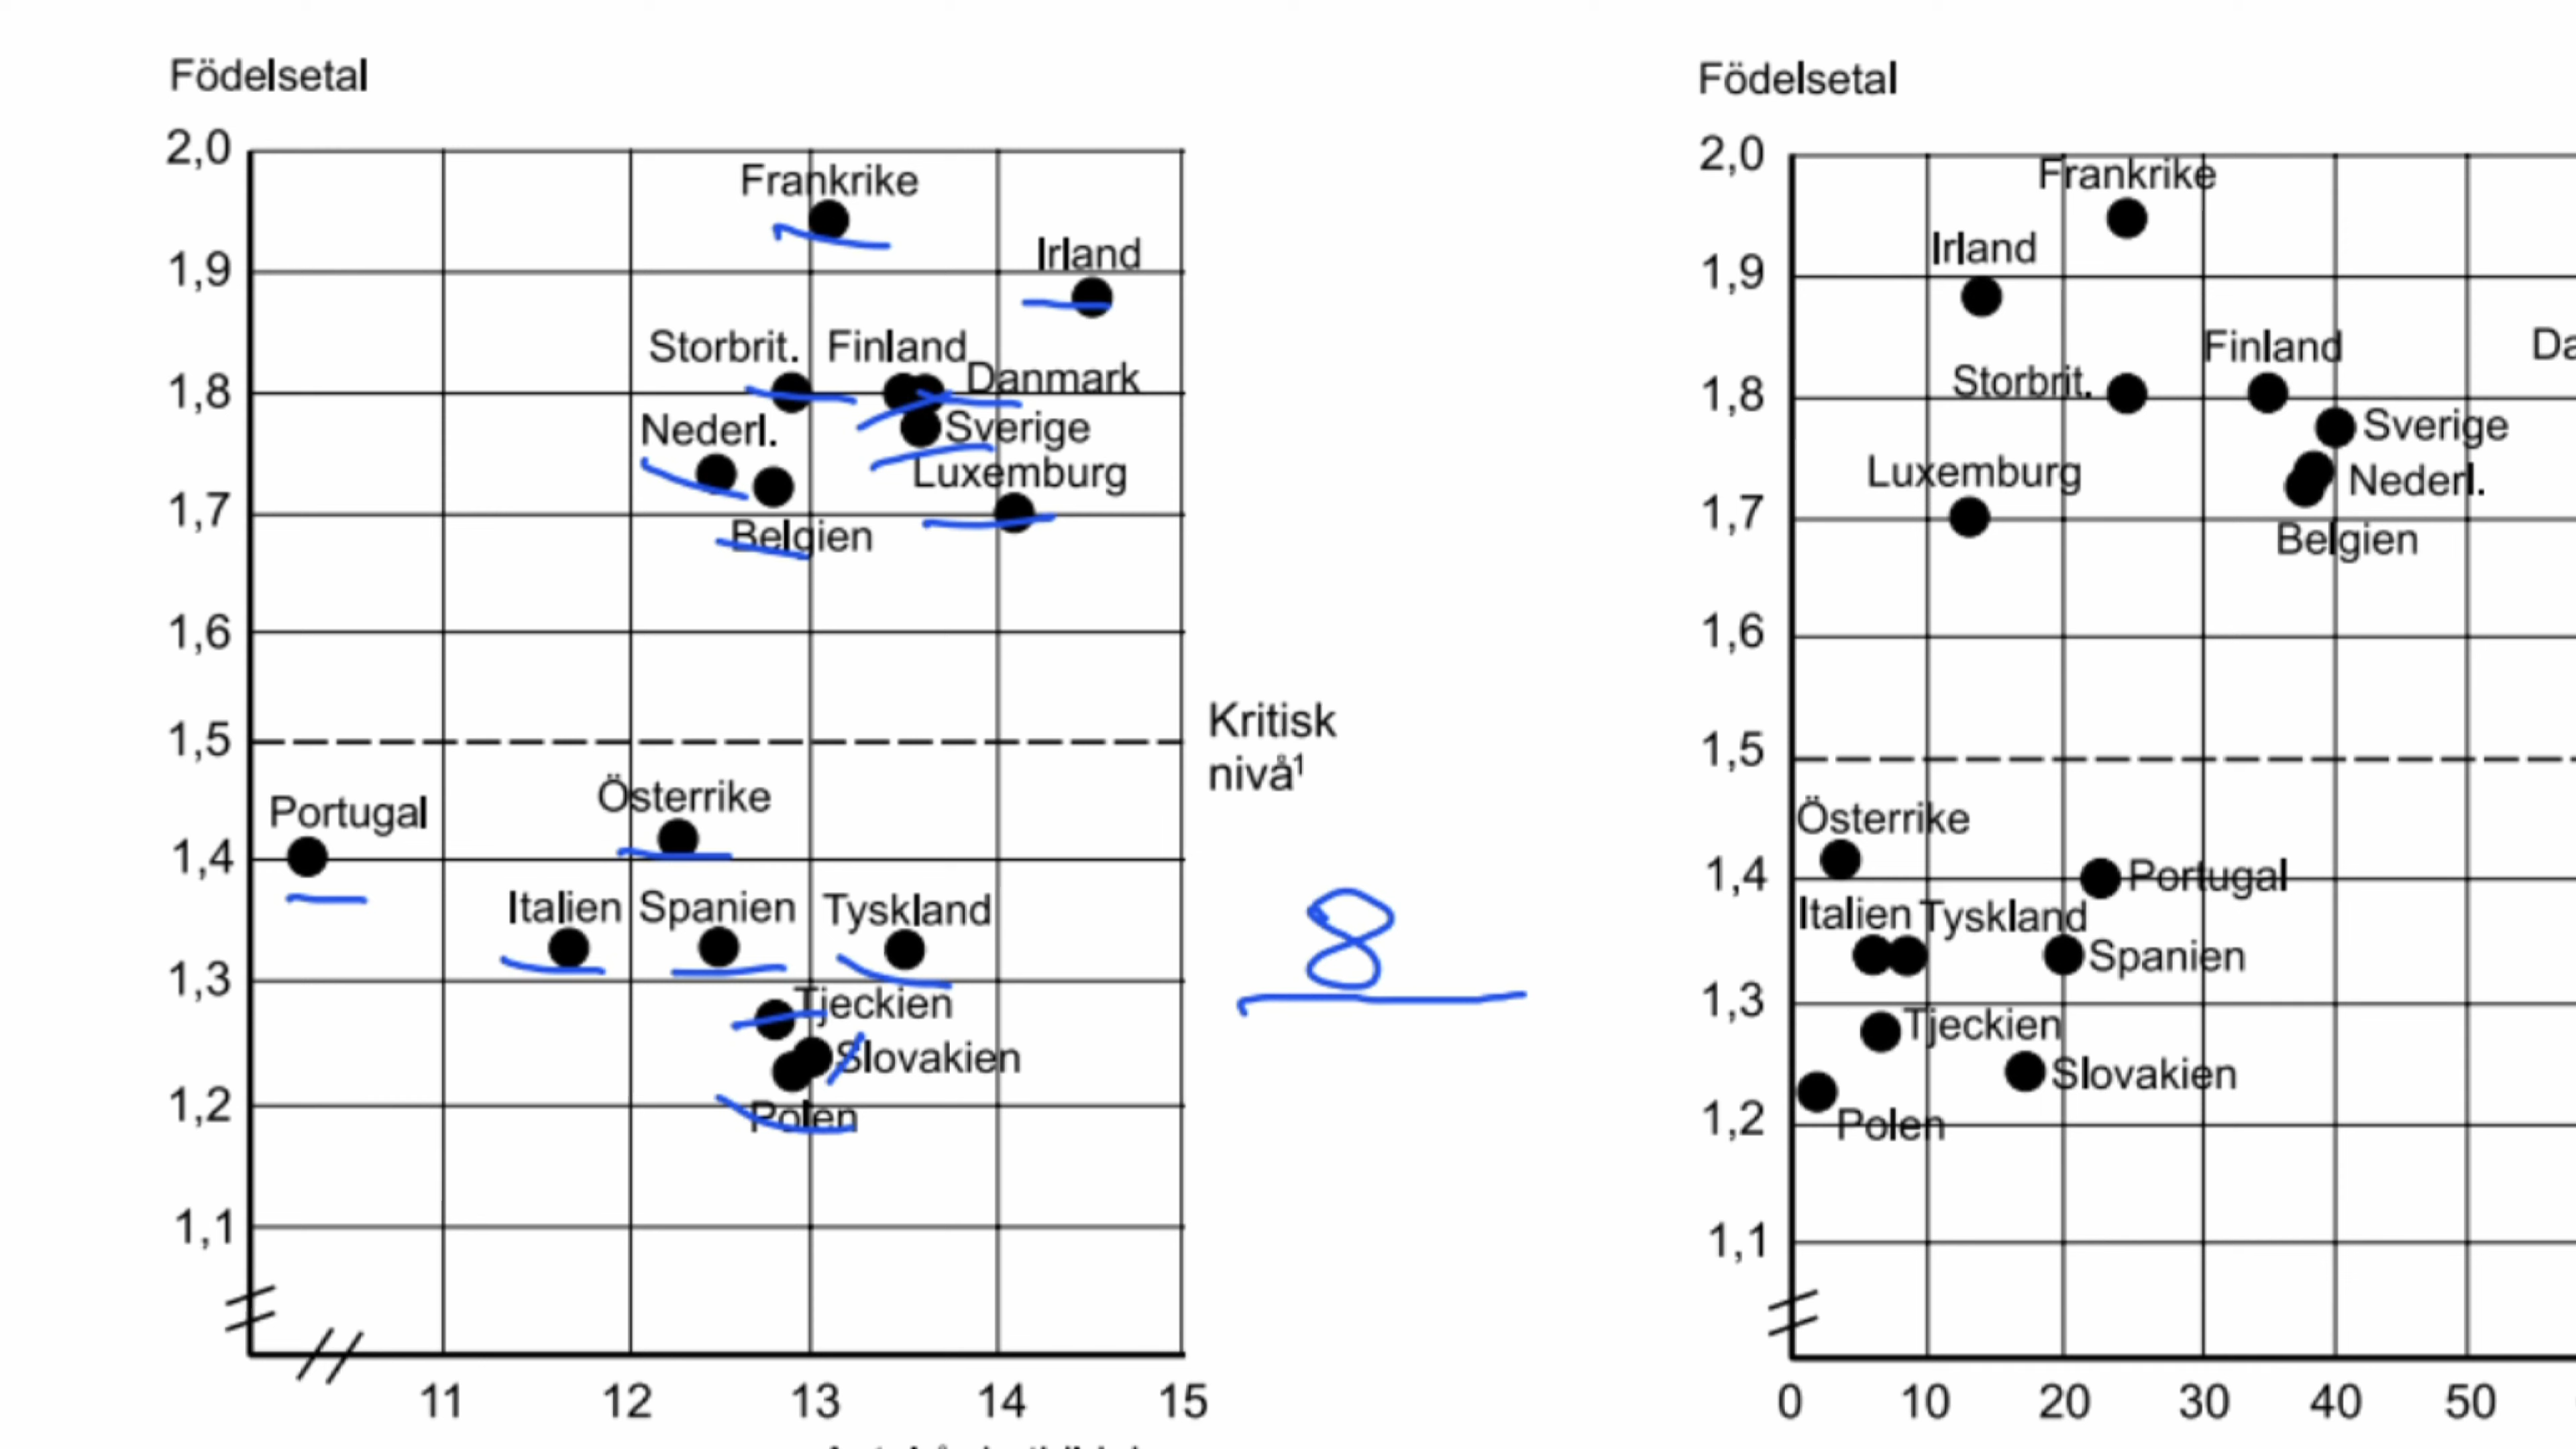 Födelsetal
2,0
Frankrike
1,9
Irland
Storbrit.
Finland
Danmark
1,8
Nederl.
Sverige
Luxemburg
1,7
Belgien
1,6
Kritisk
nivå¹
1,5
Österrike
Portugal
1,4
Italien
Spanien
Tyskland
1,3
Tjeckien
Slovakien
1,2
Polen
1,1
11
12
13
14
15
8
Födelsetal
2,0
Frankrike
Irland
1,9
Finland
Da
Storbrit.
1,8
Sverige
Luxemburg
Nederl.
1,7
Belgien
1,6
1,5
Österrike
1,4
Portugal
Italien
Tyskland
Spanien
1,3
Tjeckien
Slovakien
1,2
Polen
1,1
0
10
20
30
40
50